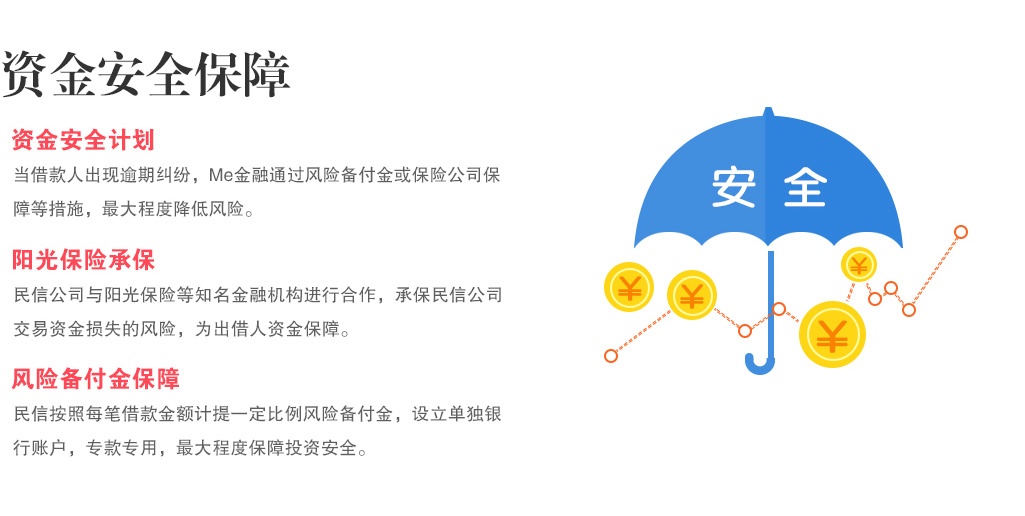 资金安全保障
资金安全计划
当借款人出现逾期纠纷，Me金融通过风险备付金或保险公司保
障等措施，最大程度降低风险。
阳光保险承保
民信公司与阳光保险等知名金融机构进行合作，承保民信公司
交易资金损失的风险，为出借人资金保障。
风险备付金保障
民信按照每笔借款金额计提一定比例风险备付金，设立单独银
行账户，专款专用，最大程度保障投资安全。
安 全
¥
¥
¥
¥